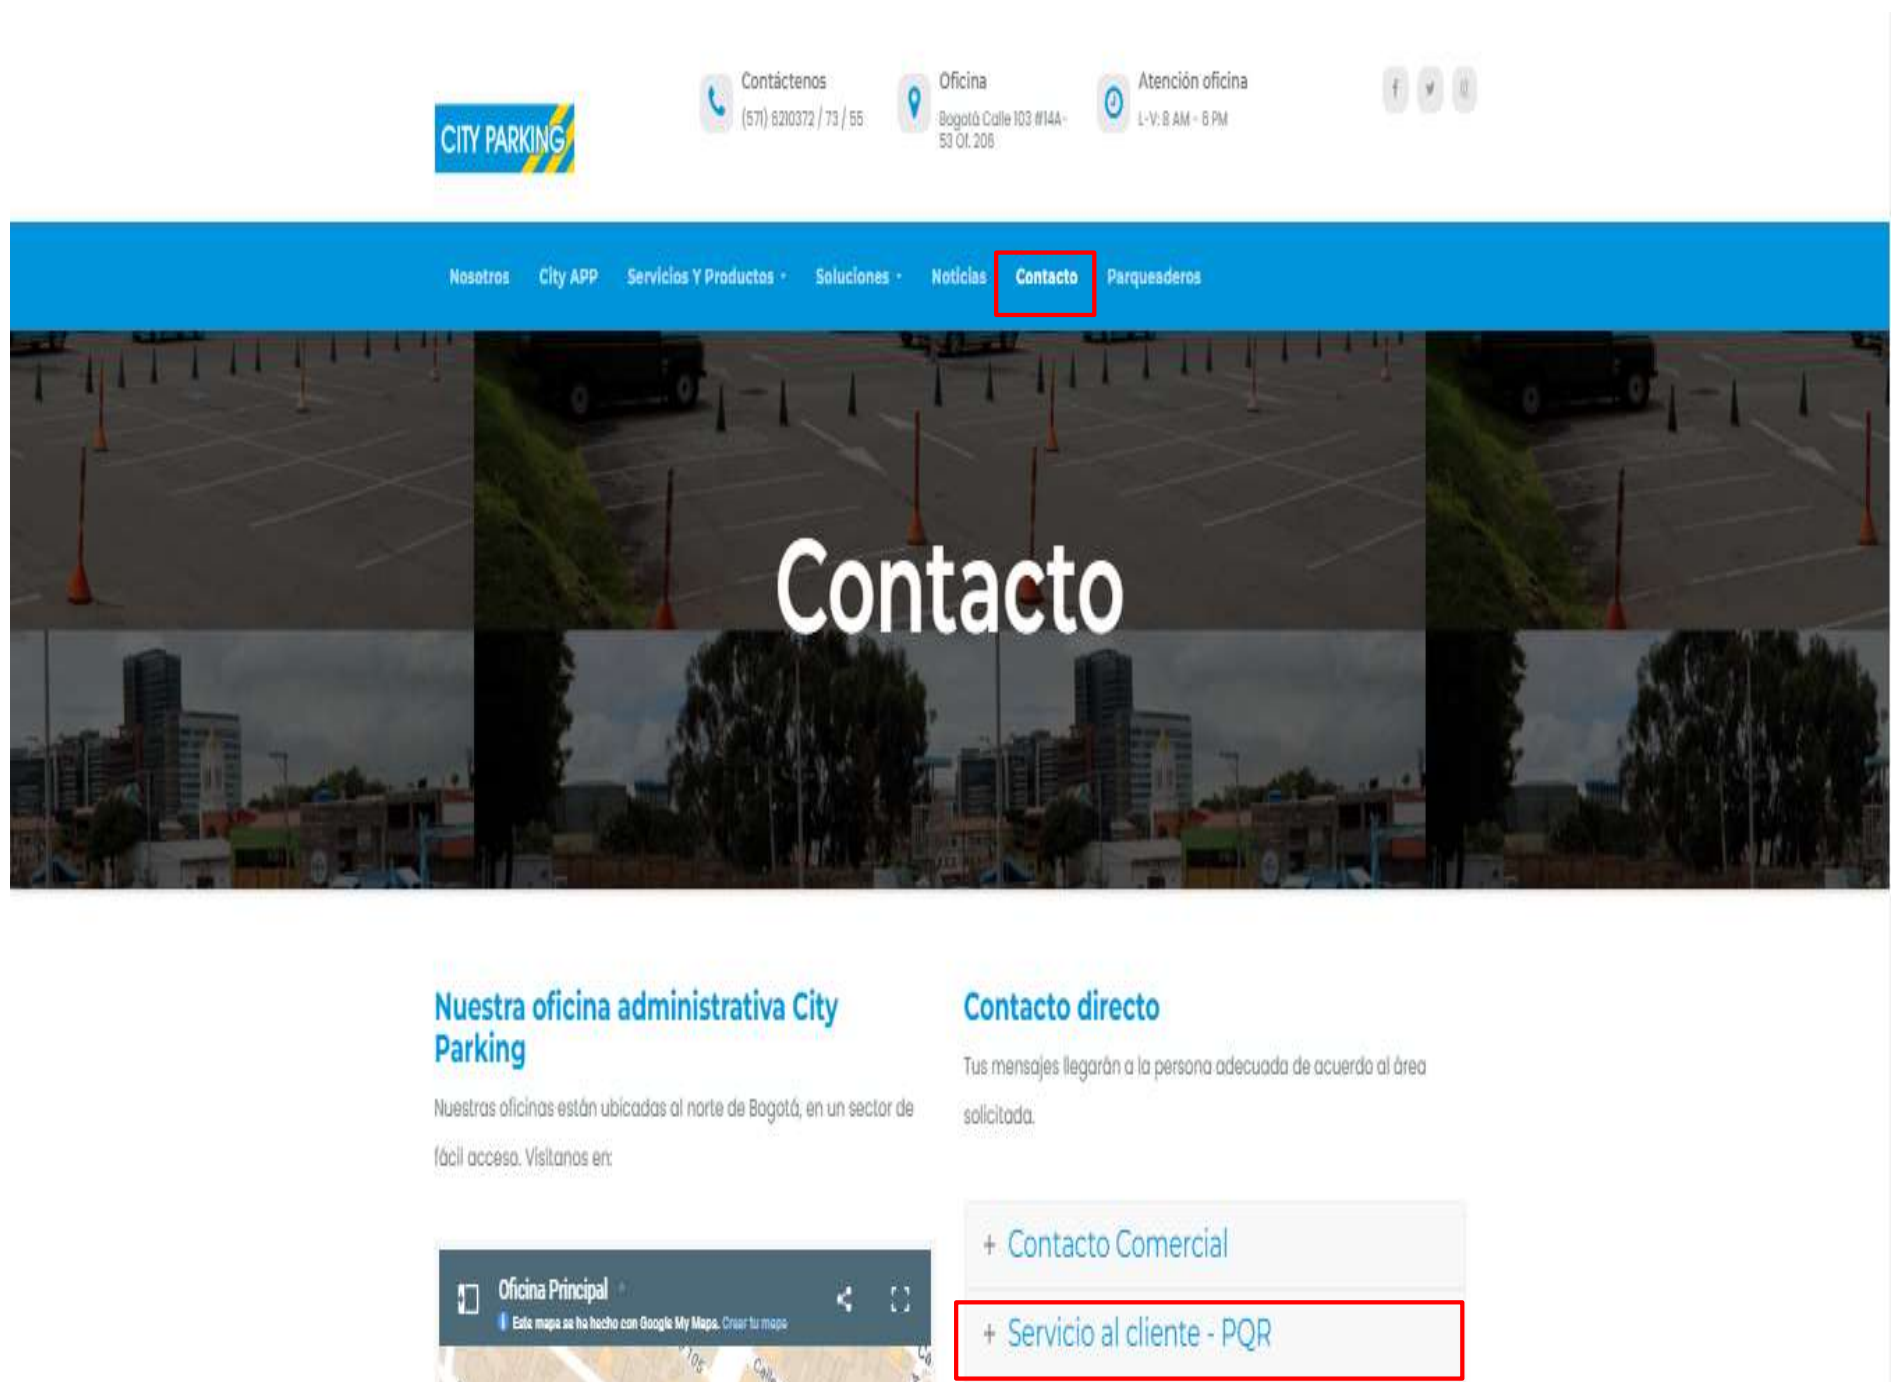 CITY PARKING
Contáctenos
(571) 6210372 / 73 / 55
Oficina
Bogotá Calle 103 #14A-
53 Of. 206
Atención oficina
L-V: 8 AM - 6 PM
Nosotros City APP Servicios Y Productos Soluciones Noticias Contacto Parqueaderos
Contacto
Nuestra oficina administrativa City
Parking
Nuestras oficinas están ubicadas al norte de Bogotá, en un sector de
fácil acceso. Visítanos en:
Oficina Principal
Este mapa se ha hecho con Google My Maps. Crear tu mapa
105
Contacto directo
Tus mensajes llegarán a la persona adecuada de acuerdo al área
solicitada.
+ Contacto Comercial
+ Servicio al cliente - PQR